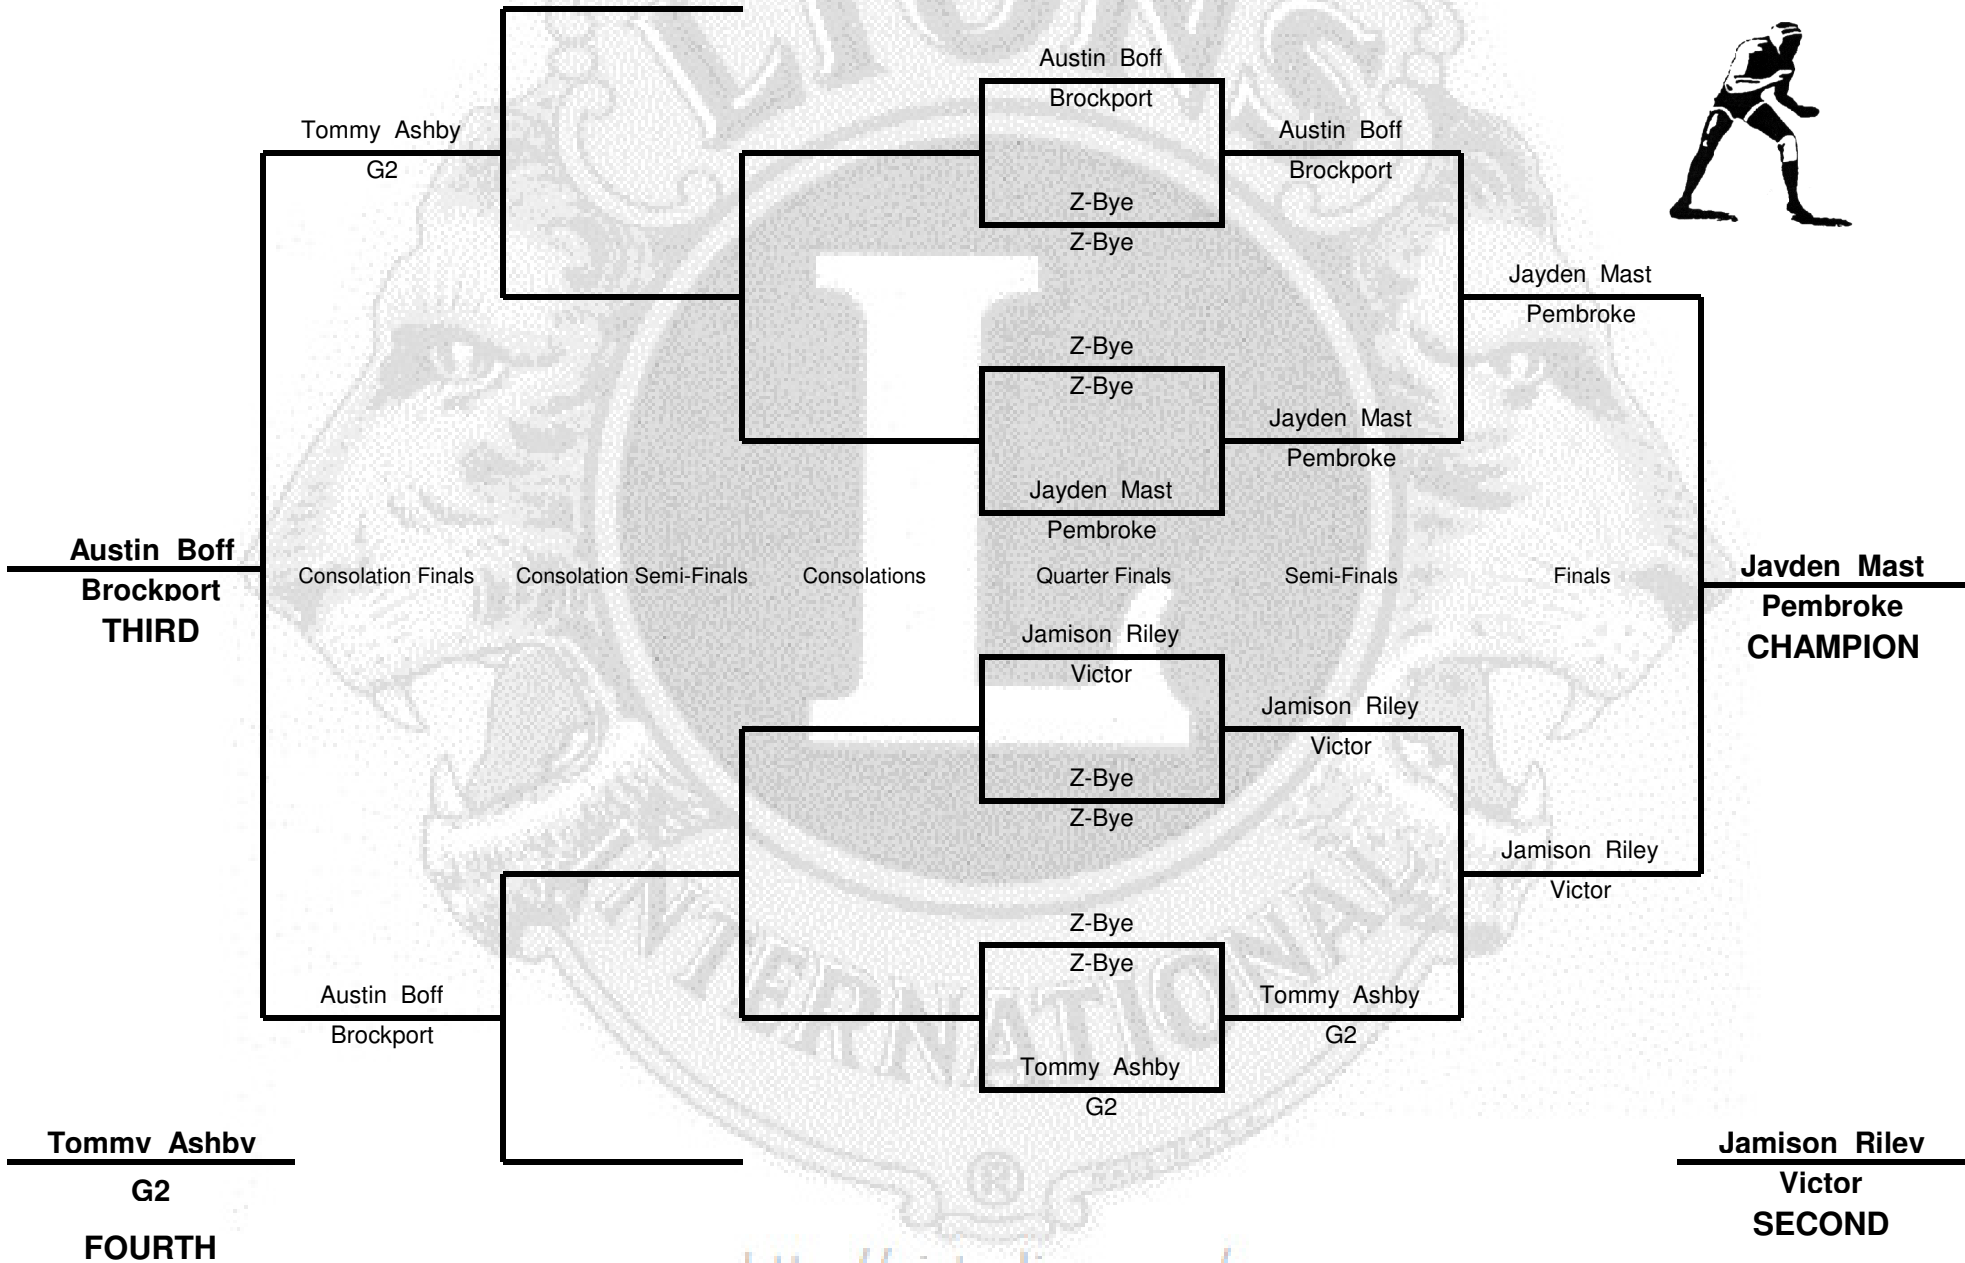 LIONS
Austin Boff
Brockport
Tommy Ashby
G2
Austin Boff
Brockport
Z-Bye
Z-Bye
Jayden Mast
Pembroke
Z-Bye
Z-Bye
Jayden Mast
Pembroke
Jayden Mast
Pembroke
Austin Boff
Brockport
THIRD
Consolation Finals
Consolation Semi-Finals
Consolations
Quarter Finals
Semi-Finals
Finals
Jayden Mast
Pembroke
CHAMPION
Jamison Riley
Victor
Jamison Riley
Victor
Z-Bye
Z-Bye
Jamison Riley
Victor
Z-Bye
Z-Bye
Austin Boff
Brockport
Tommy Ashby
G2
Tommy Ashby
G2
Tommy Ashby
G2
FOURTH
Jamison Riley
Victor
SECOND
L
INTERNATIONAL
®